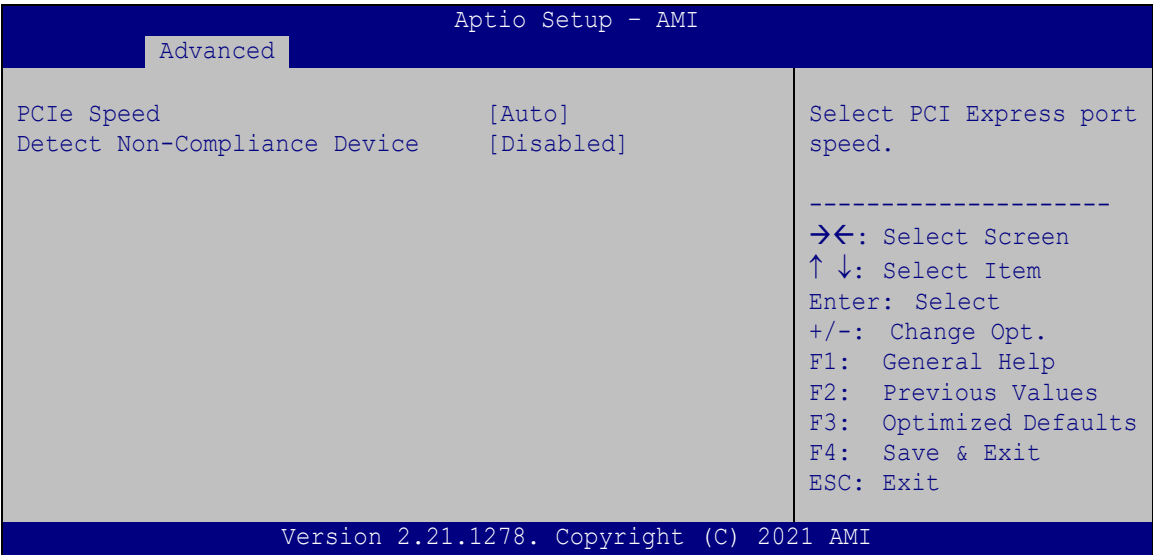 Aptio Setup – AMI
Advanced
PCIe Speed [Auto]
Detect Non-Compliance Device [Disabled]
Select PCI Express port
speed.
---------------------
→←: Select Screen
↑ ↓: Select Item
Enter: Select
+/-: Change Opt.
F1: General Help
F2: Previous Values
F3: Optimized Defaults
F4: Save & Exit
ESC: Exit
Version 2.21.1278. Copyright (C) 2021 AMI